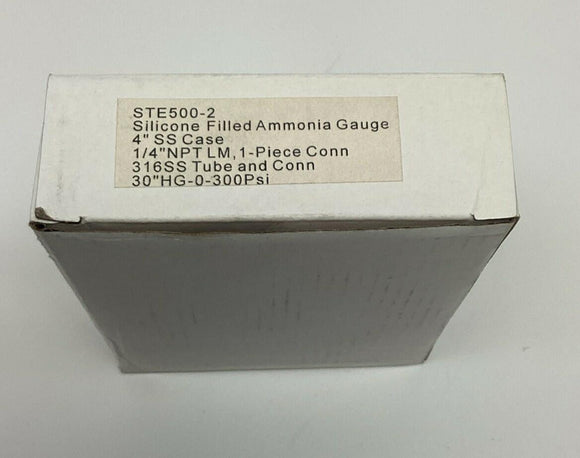 STE500-2
Silicone Filled Ammonia Gauge
4" SS Case
1/4"NPT LM,1-Piece Conn
316SS Tube and Conn
30"HG-0-300Psi